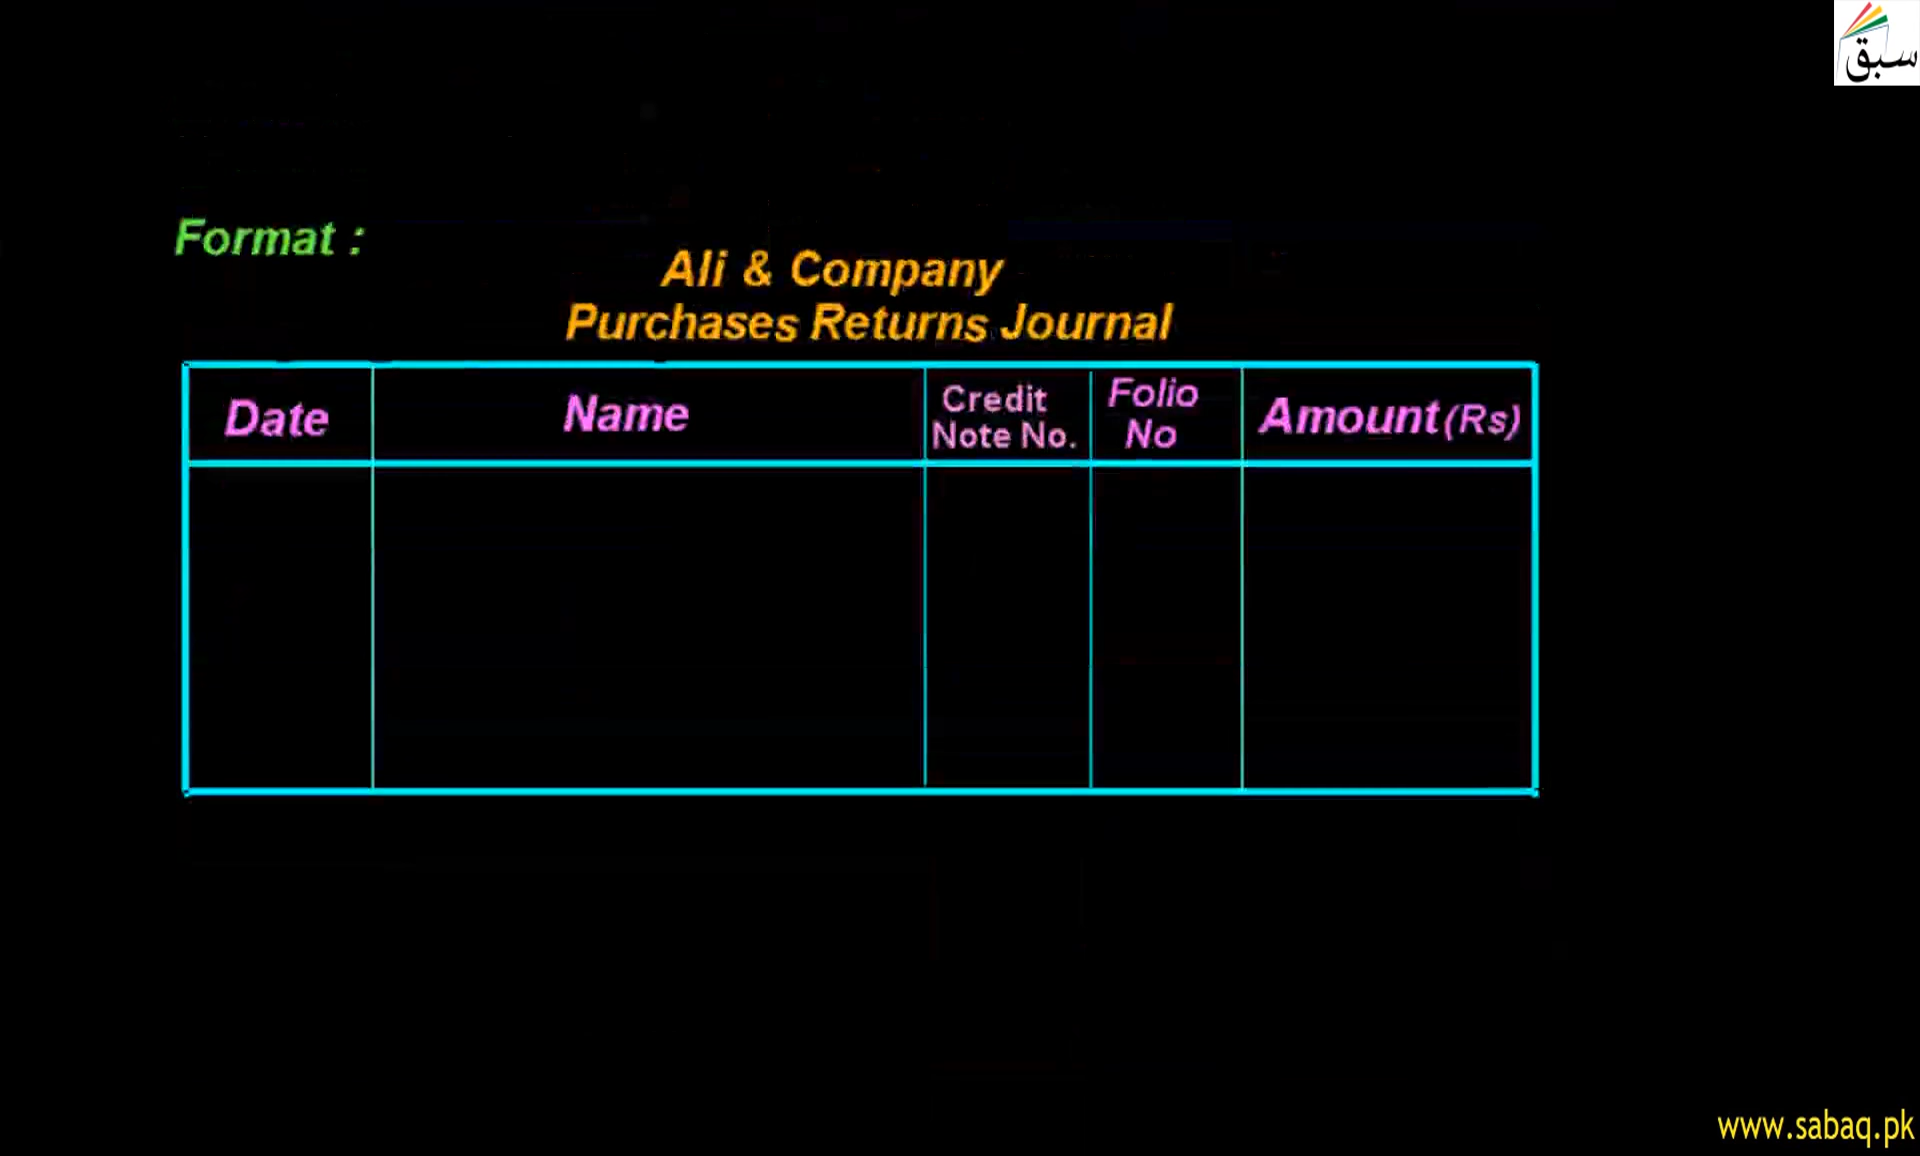 سبق
Format :
Ali & Company
Purchases Returns Journal
Date
Name
Credit
Note No.
Folio
No
Amount (Rs)
www.sabaq.pk